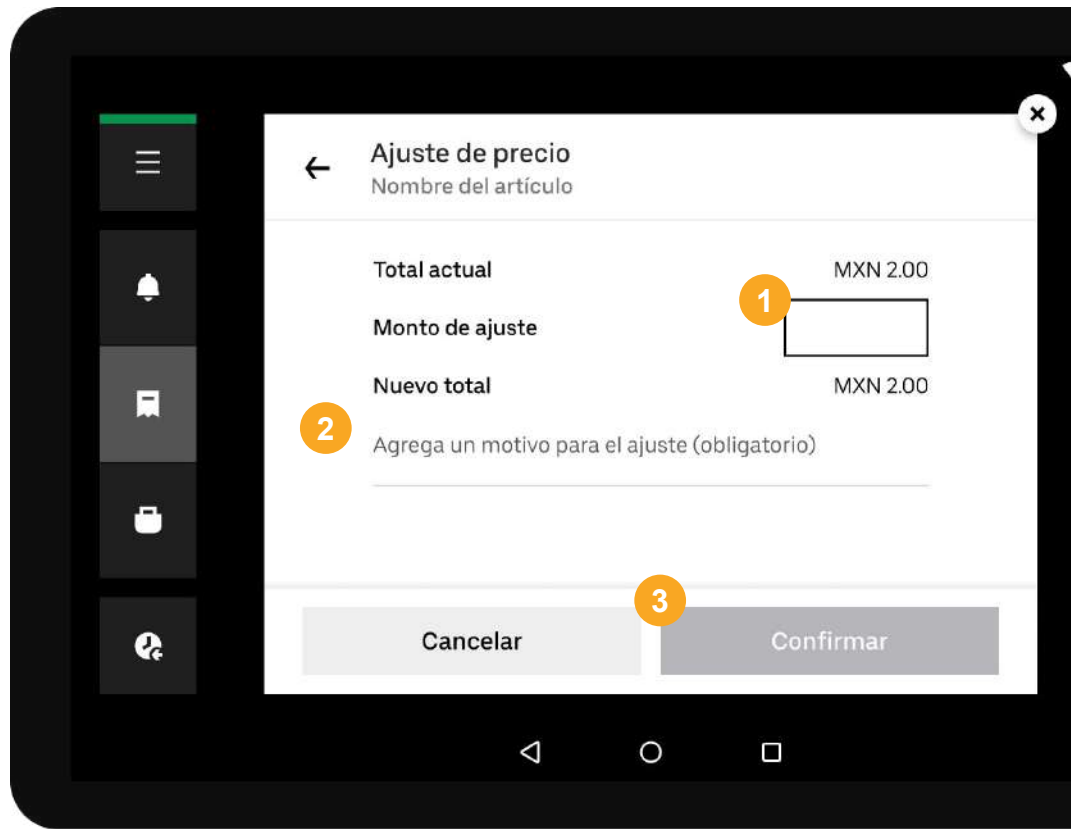 Ajuste de precio
Nombre del artículo
Total actual MXN 2.00
1
Monto de ajuste
Nuevo total MXN 2.00
2
Agrega un motivo para el ajuste (obligatorio)
3
Cancelar Confirmar